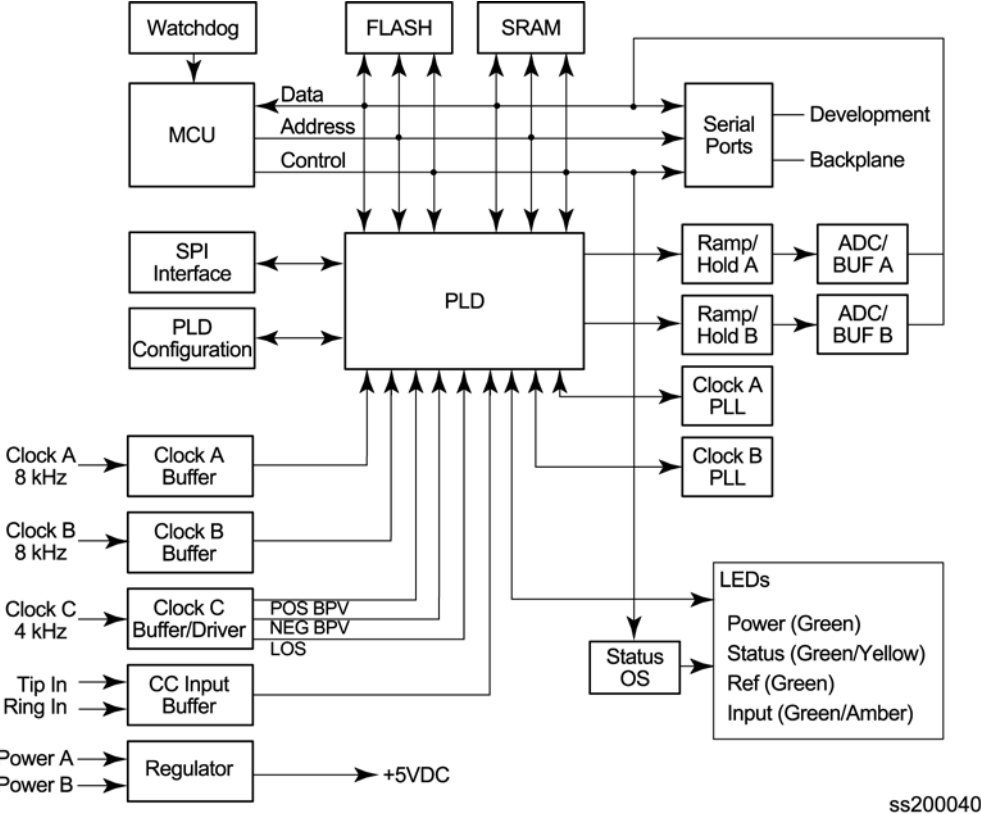 Watchdog
FLASH
SRAM
MCU
Data
Address
Control
Serial
Ports
Development
Backplane
SPI
Interface
PLD
Configuration
PLD
Ramp/
Hold A
ADC/
BUF A
Ramp/
Hold B
ADC/
BUF B
Clock A
PLL
Clock B
PLL
Clock A
8 kHz
Clock A
Buffer
Clock B
8 kHz
Clock B
Buffer
Clock C
4 kHz
Clock C
Buffer/Driver
POS BPV
NEG BPV
LOS
Tip In
Ring In
CC Input
Buffer
Power A
Power B
Regulator
+5VDC
Status
OS
LEDs
Power (Green)
Status (Green/Yellow)
Ref (Green)
Input (Green/Amber)
ss200040